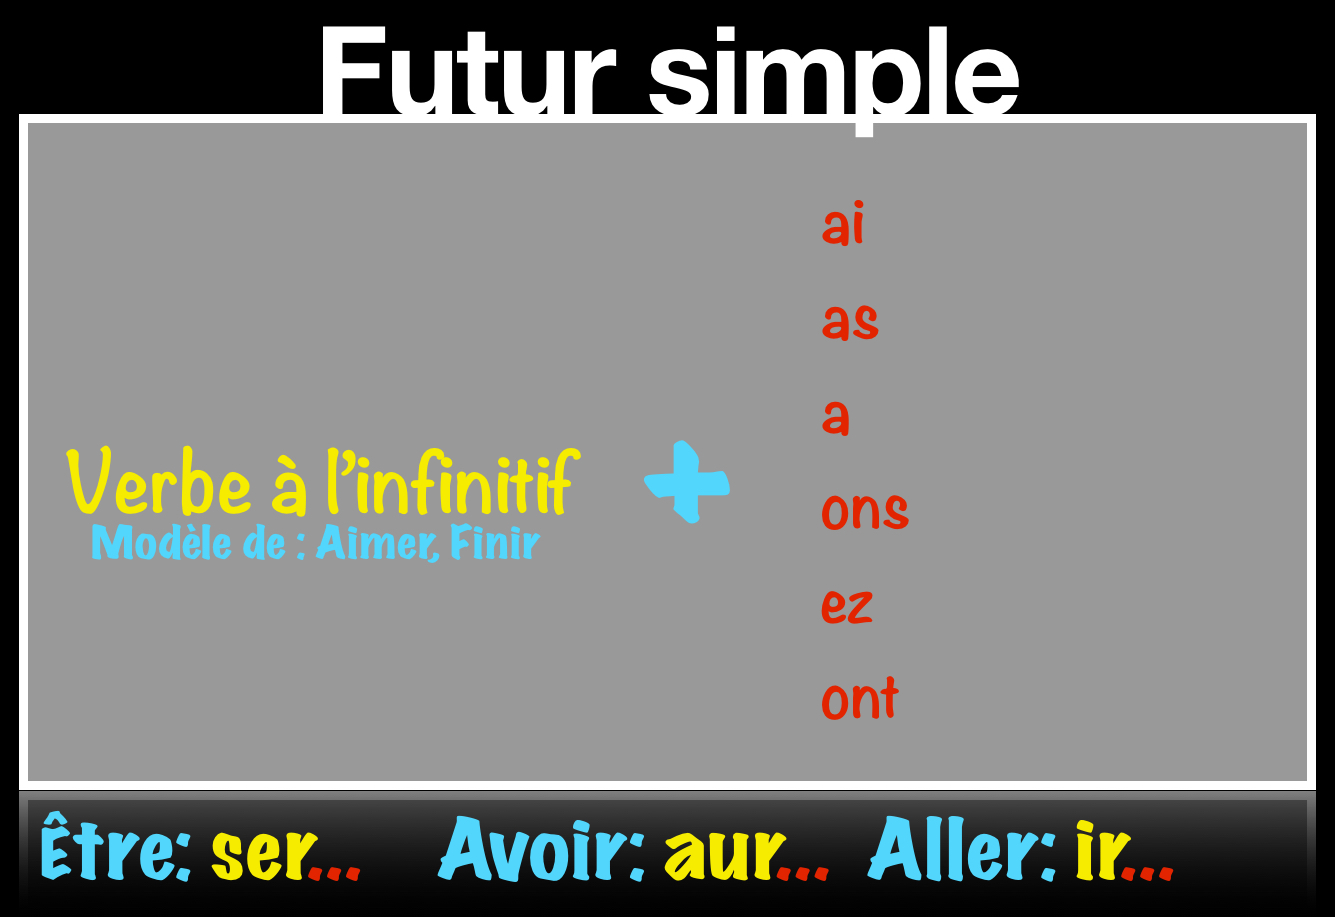 Futur simple
ai
as
a
Verbe à l'infinitif +
Modèle de : Aimer, Finir
ons
ez
ont
Être: ser... Avoir: aur... Aller: ir...